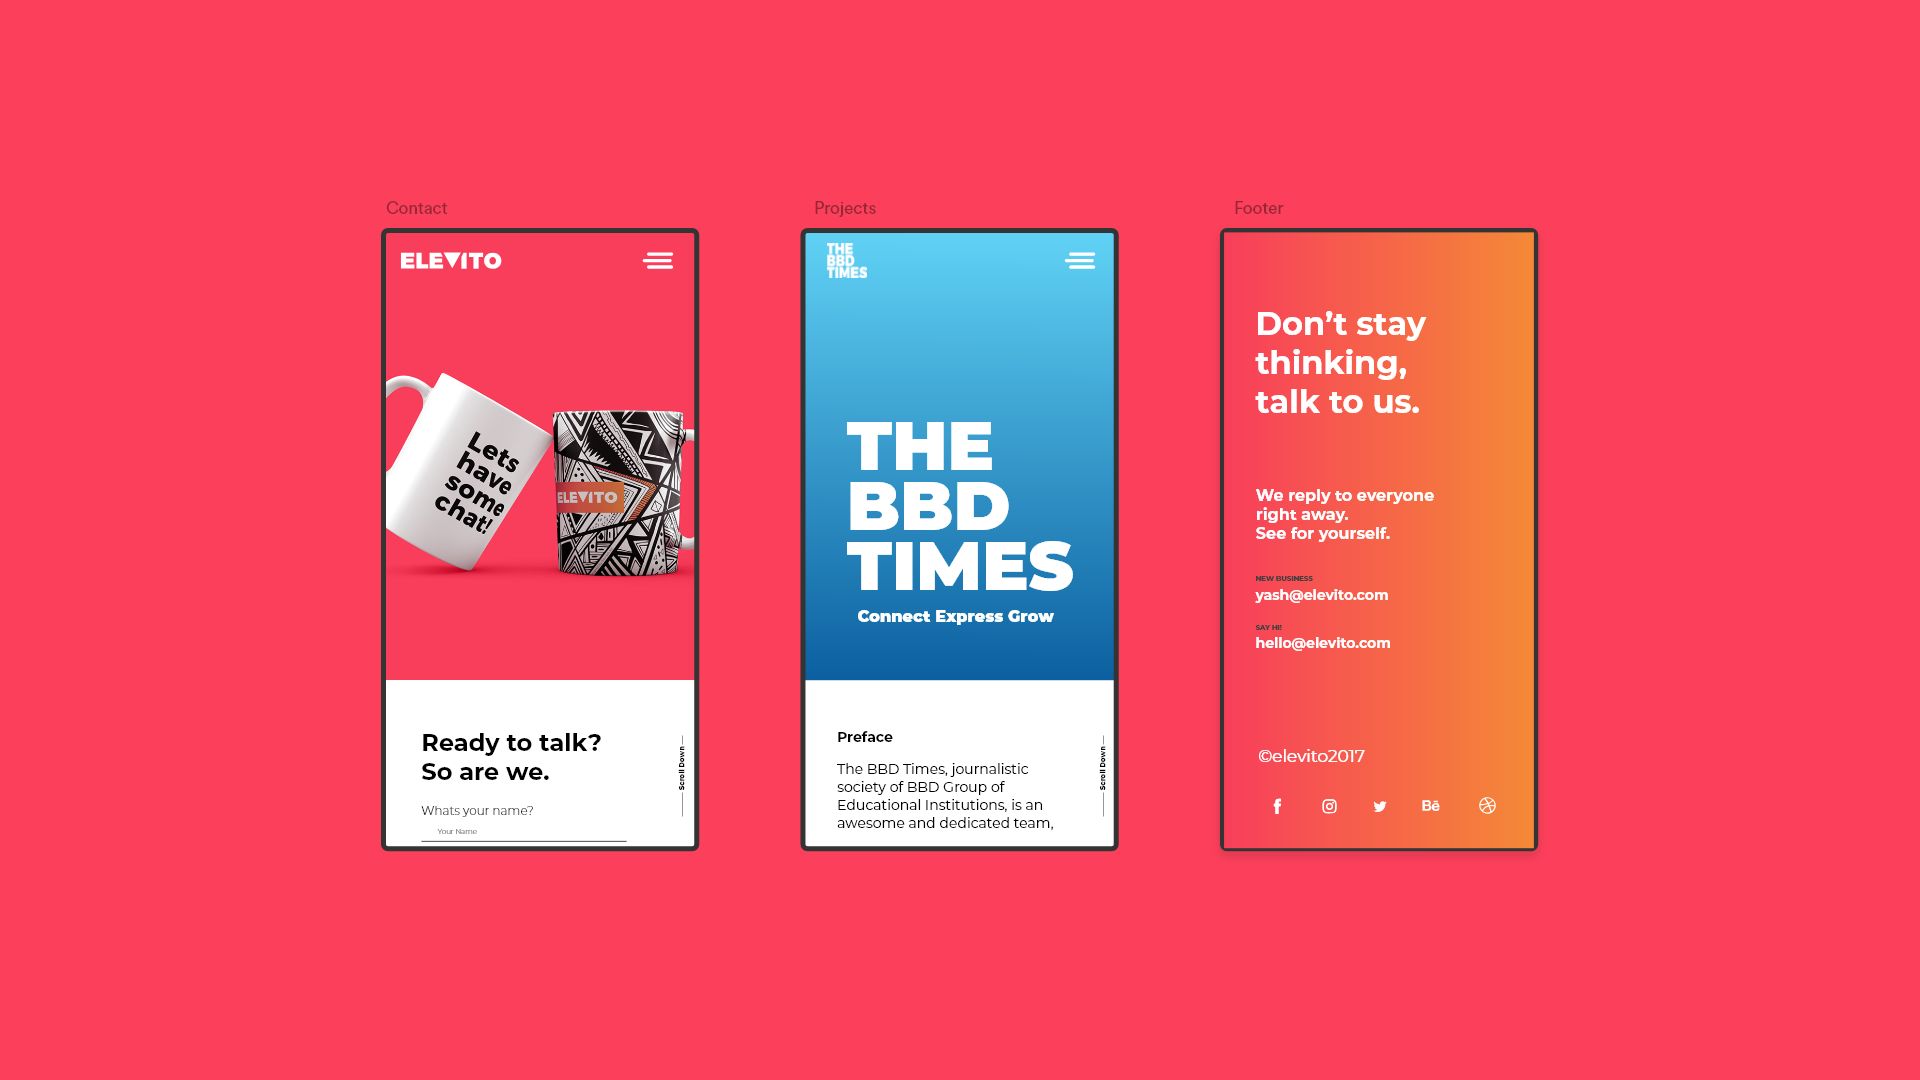 Contact
ELEVITO
Lets
have
some
chat!
ELEVITO
Ready to talk?
So are we.
Whats your name?
Your Name
Scroll Down
Projects
THE
BBD
TIMES
THE
BBD
TIMES
Connect Express Grow
Preface
The BBD Times, journalistic
society of BBD Group of
Educational Institutions, is an
awesome and dedicated team,
Scroll Down
Footer
Don’t stay
thinking,
talk to us.
We reply to everyone
right away.
See for yourself.
NEW BUSINESS
yash@elevito.com
SAY HI!
hello@elevito.com
©elevito2017
Bē